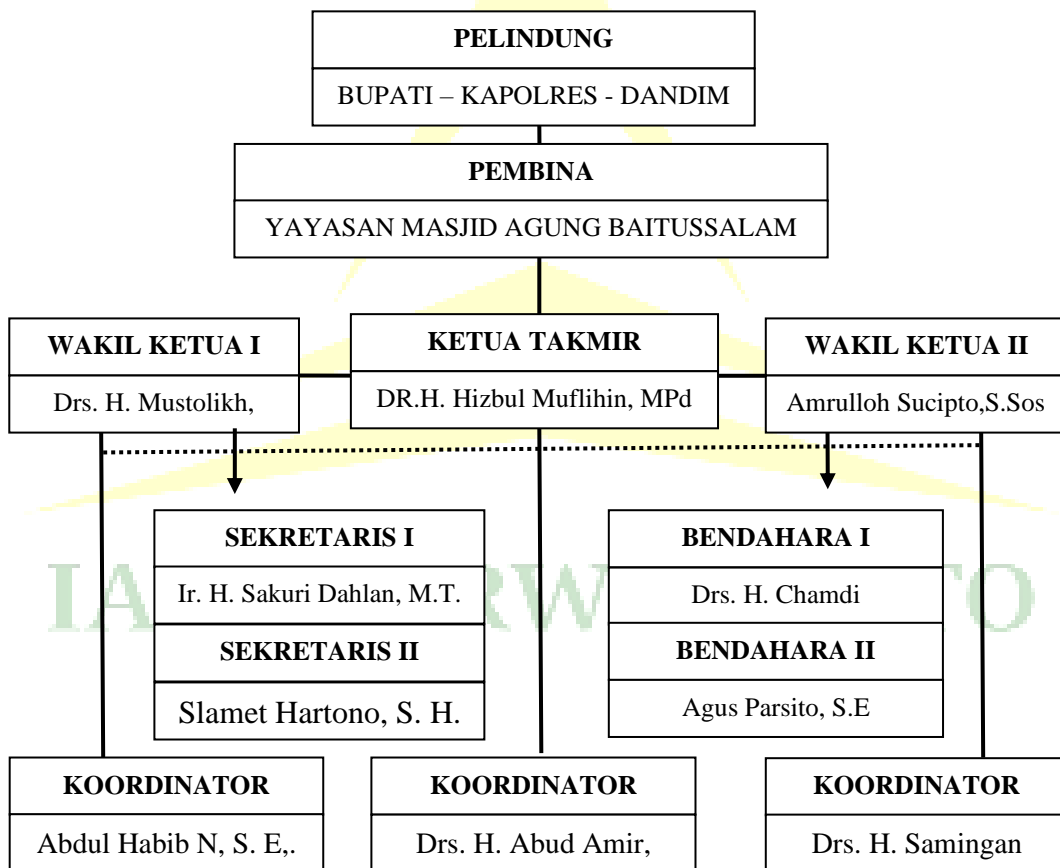 PELINDUNG
BUPATI – KAPOLRES - DANDIM
PEMBINA
YAYASAN MASJID AGUNG BAITUSSALAM
WAKIL KETUA I
Drs. H. Mustolikh,
KETUA TAKMIR
DR.H. Hizbul Muflihin, MPd
WAKIL KETUA II
Amrulloh Sucipto,S.Sos
SEKRETARIS I
Ir. H. Sakuri Dahlan, M.T.
SEKRETARIS II
Slamet Hartono, S. H.
BENDAHARA I
Drs. H. Chamdi
BENDAHARA II
Agus Parsito, S.E
KOORDINATOR
Abdul Habib N, S. E,.
KOORDINATOR
Drs. H. Abud Amir,
KOORDINATOR
Drs. H. Samingan